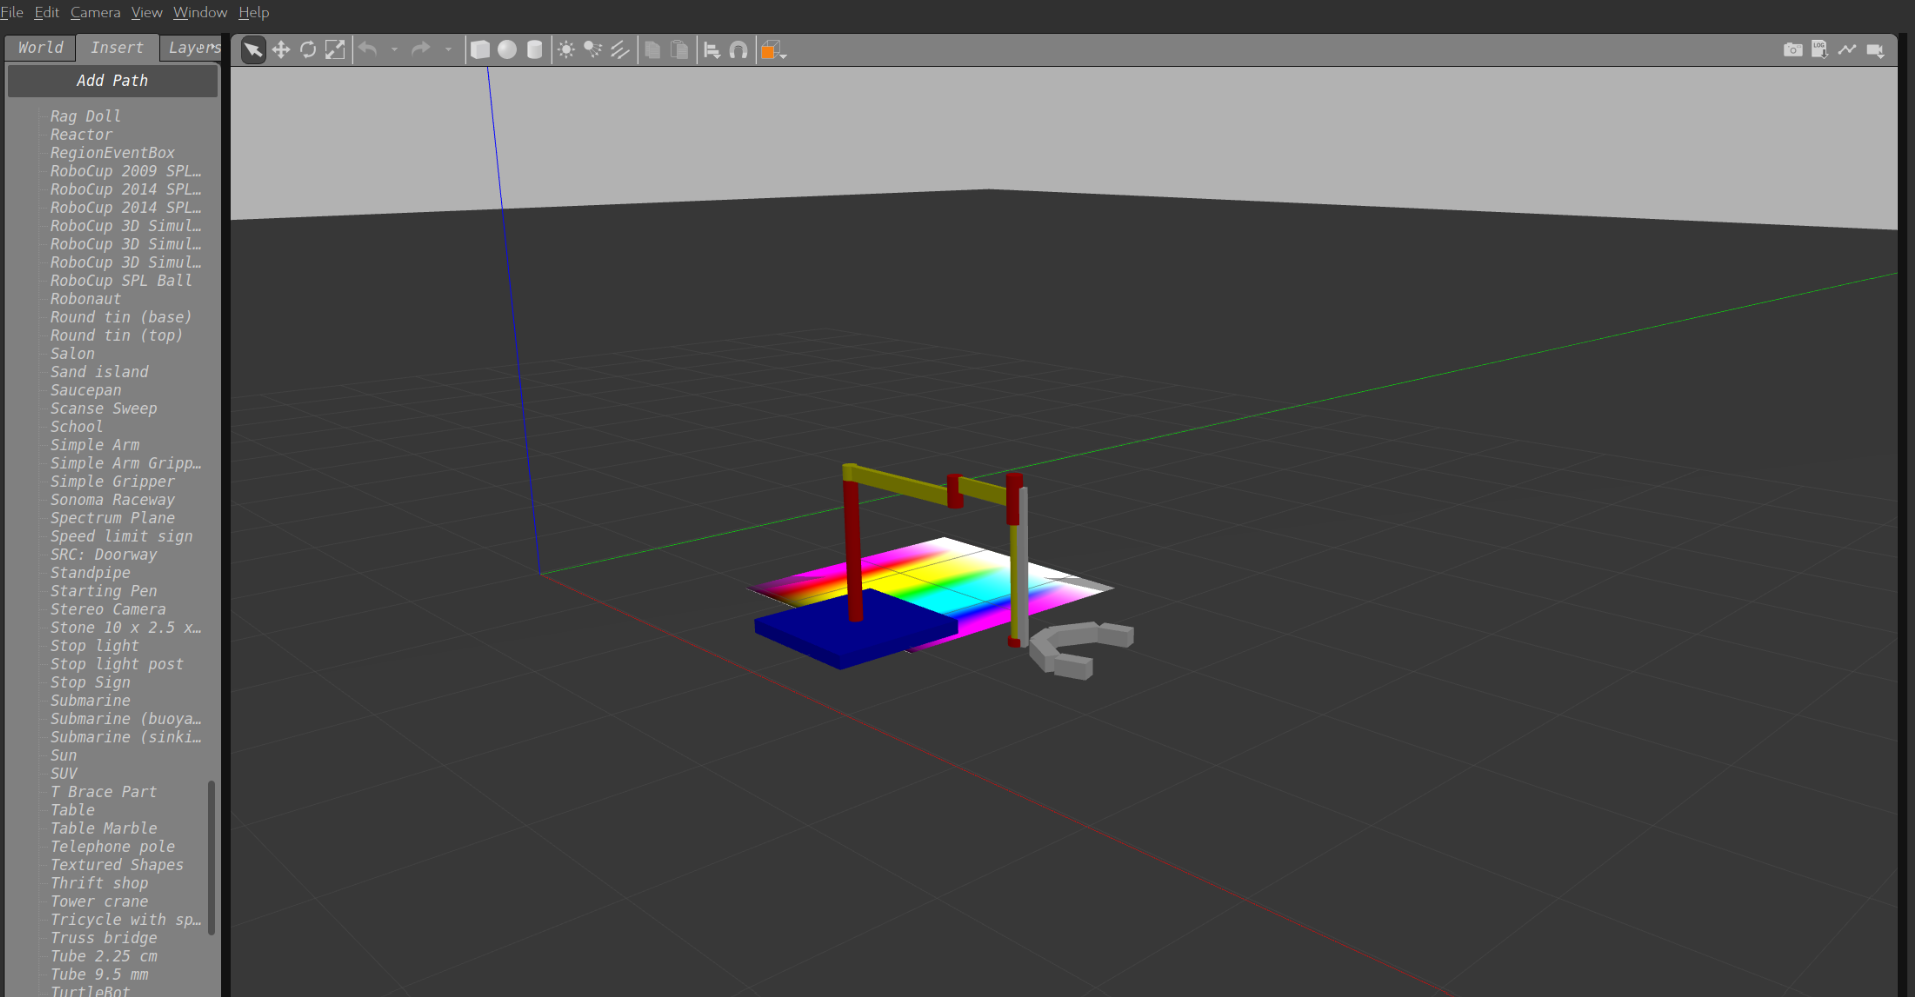 File Edit Camera View Window Help
World Insert Layers
Add Path
Rag Doll
Reactor
RegionEventBox
RoboCup 2009 SPL…
RoboCup 2014 SPL…
RoboCup 2014 SPL…
RoboCup 3D Simul…
RoboCup 3D Simul…
RoboCup 3D Simul…
RoboCup SPL Ball
Robonaut
Round tin (base)
Round tin (top)
Salon
Sand island
Saucepan
Scanse Sweep
School
Simple Arm
Simple Arm Gripp…
Simple Gripper
Sonoma Raceway
Spectrum Plane
Speed limit sign
SRC: Doorway
Standpipe
Starting Pen
Stereo Camera
Stone 10 x 2.5 x…
Stop light
Stop light post
Stop Sign
Submarine
Submarine (buoya…
Submarine (sinki…
Sun
SUV
T Brace Part
Table
Table Marble
Telephone pole
Textured Shapes
Thrift shop
Tower crane
Tricycle with sp…
Truss bridge
Tube 2.25 cm
Tube 9.5 mm
TurtleBot
LOG